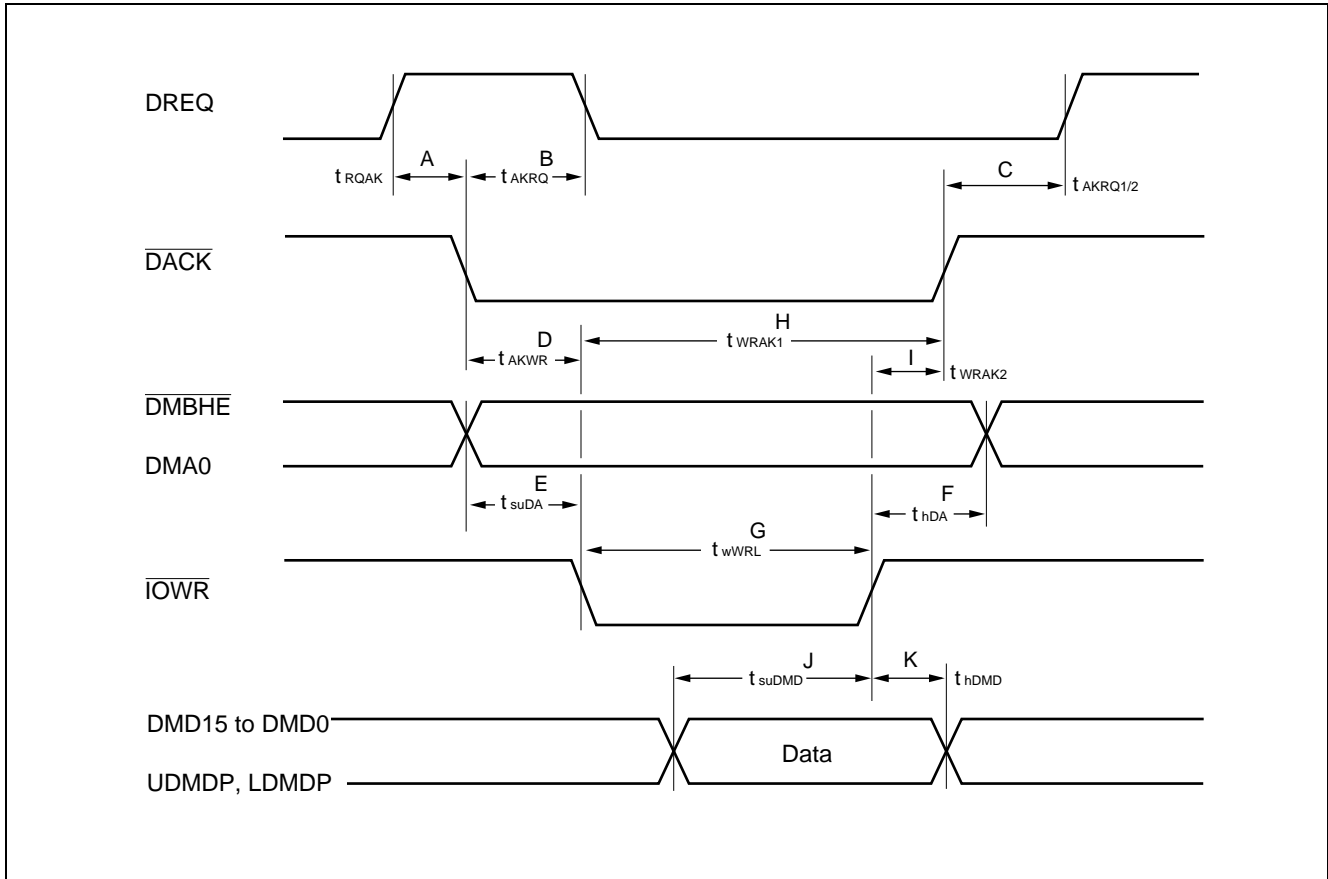 DREQ
A
B
C
t RQAK
t AKRQ
t AKRQ1/2
DACK
H
D
t WRAK1
t AKWR
I
t WRAK2
DMBHE
DMA0
E
F
t suDA
t hDA
G
t wWRL
IOWR
J
K
t suDMD
t hDMD
DMD15 to DMD0
Data
UDMDP, LDMDP